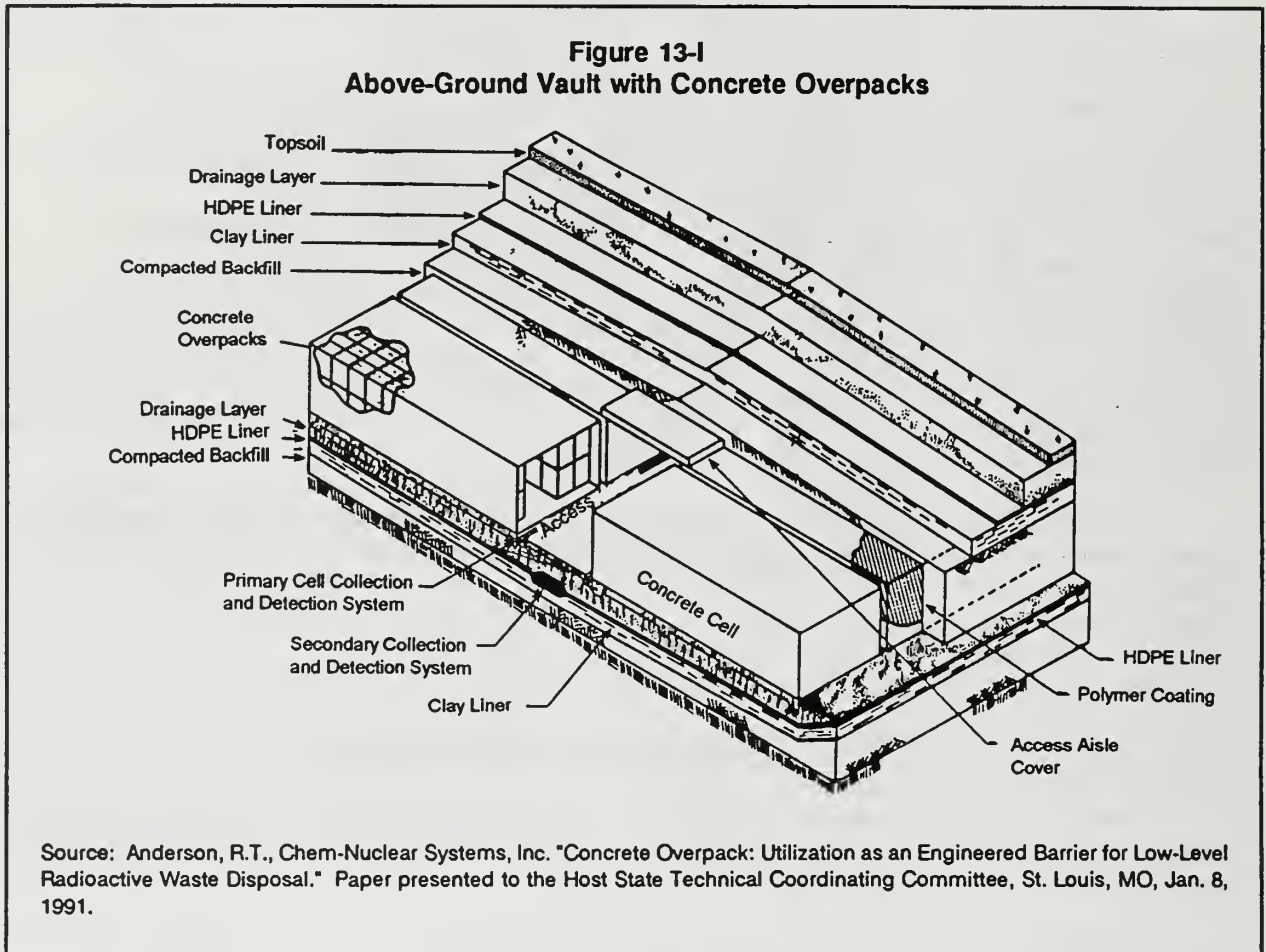 Figure 13-I
Above-Ground Vault with Concrete Overpacks
Topsoil
Drainage Layer
HDPE Liner
Clay Liner
Compacted Backfill
Concrete
Overpacks
Drainage Layer
HDPE Liner
Compacted Backfill
Access
Concrete Cell
Primary Cell Collection
and Detection System
Secondary Collection
and Detection System
Clay Liner
HDPE Liner
Polymer Coating
Access Aisle
Cover
Source: Anderson, R.T., Chem-Nuclear Systems, Inc. "Concrete Overpack: Utilization as an Engineered Barrier for Low-Level
Radioactive Waste Disposal." Paper presented to the Host State Technical Coordinating Committee, St. Louis, MO, Jan. 8,
1991.